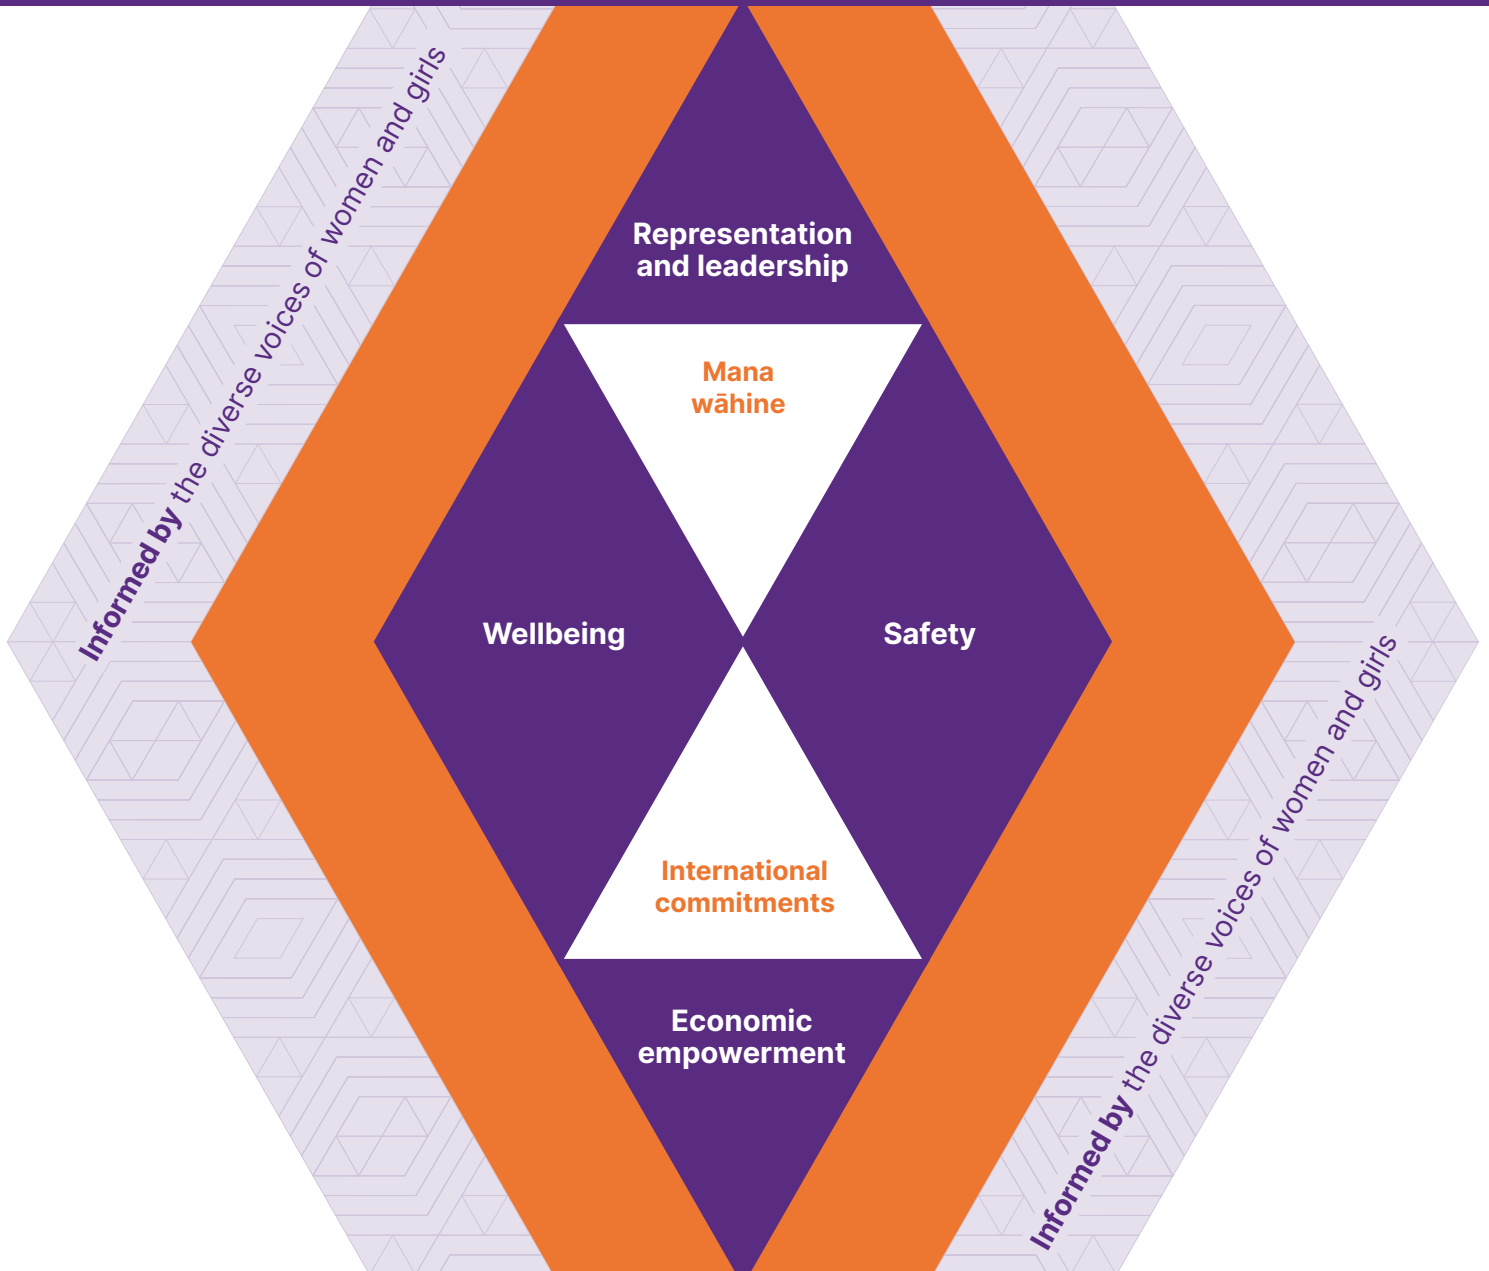 Informed by the diverse voices of women and girls
Representation
and leadership
Mana
wāhine
Wellbeing
Safety
International
commitments
Economic
empowerment
Informed by the diverse voices of women and girls